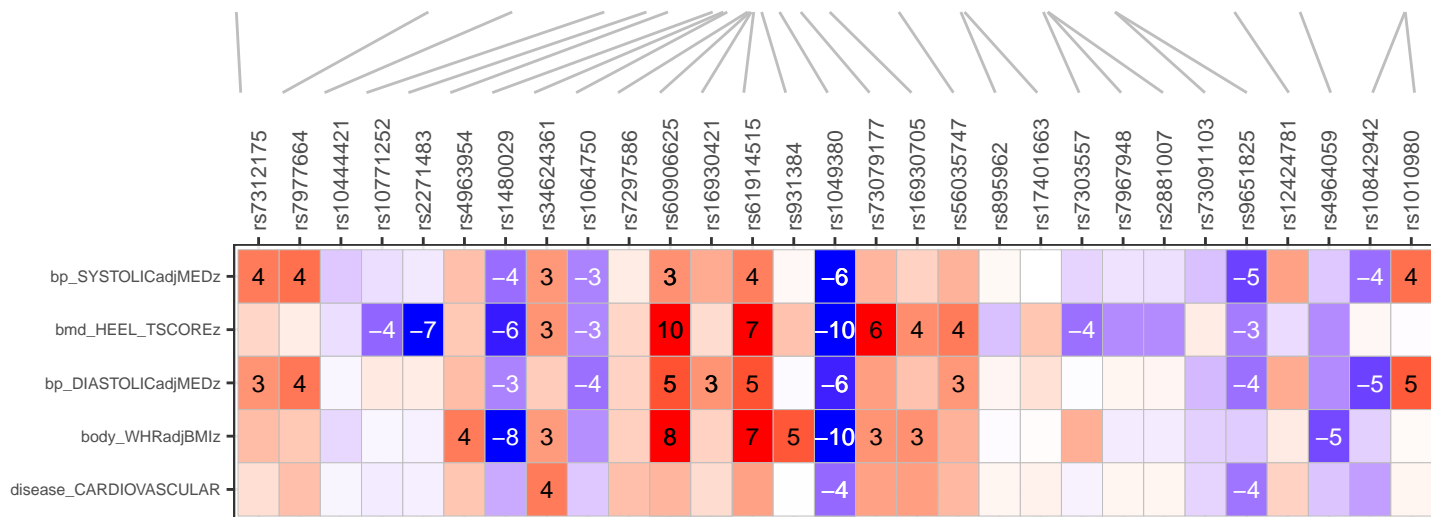 rs7312175 rs7977664 rs10444421 rs10771252 rs2271483 rs4963954 rs1480029 rs34624361 rs1064750 rs7297586 rs60906625 rs16930421 rs61914515 rs931384 rs1049380 rs73079177 rs16930705 rs56035747 rs895962 rs17401663 rs7303557 rs7967948 rs2881007 rs73091103 rs9651825 rs12424781 rs4964059 rs10842942 rs1010980
bp_SYSTOLICadjMEDz 4 4 −4 3 −3 3 4 −6 −5 −4 4
bmd_HEEL_TSCOREz −4 −7 −6 3 −3 10 7 −10 6 4 4 −4 −3
bp_DIASTOLICadjMEDz 3 4 −3 −4 5 3 5 −6 3 −4 −5 5
body_WHRadjBMIz 4 −8 3 8 7 5 −10 3 3 −5
disease_CARDIOVASCULAR 4 −4 −4